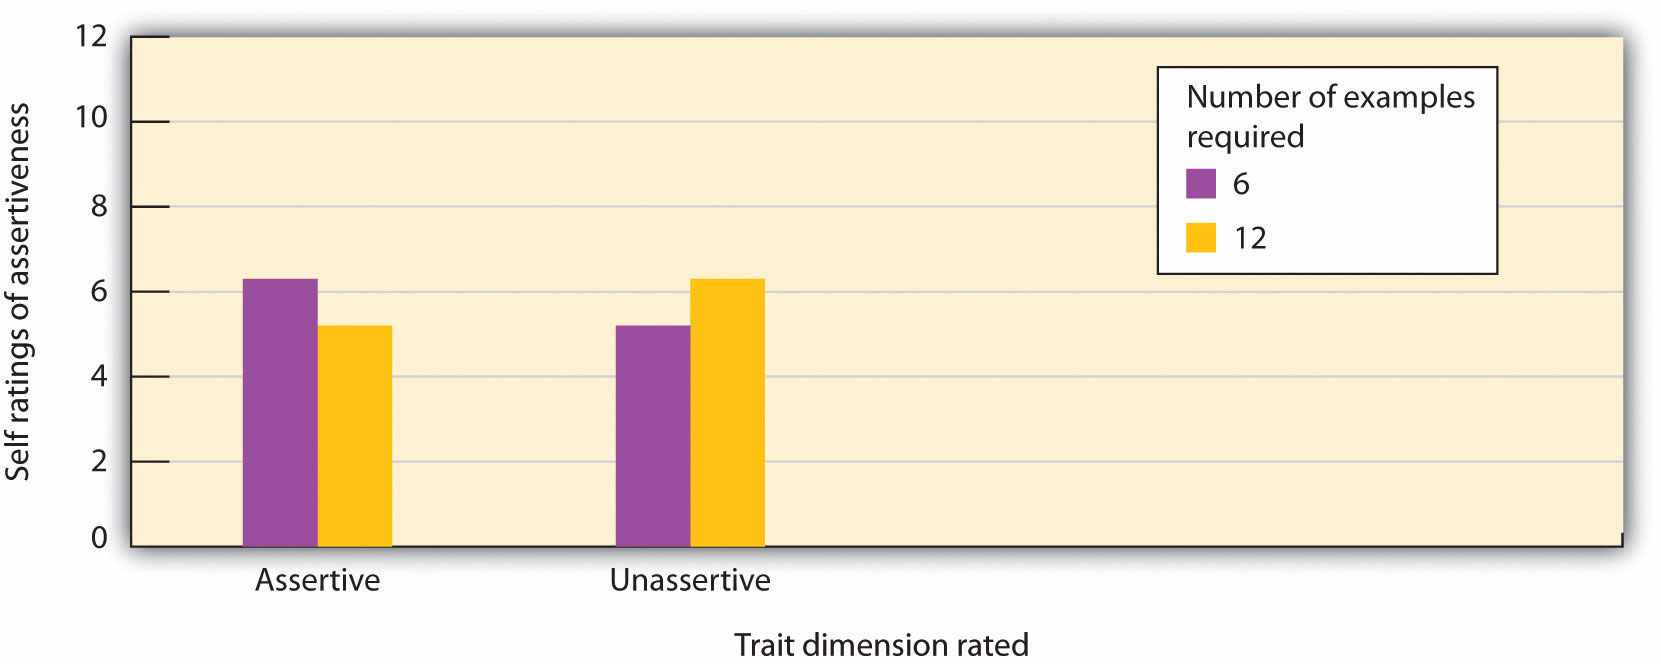 Self ratings of assertiveness
12
10
8
6
4
2
0
Number of examples
required
6
12
Assertive
Unassertive
Trait dimension rated